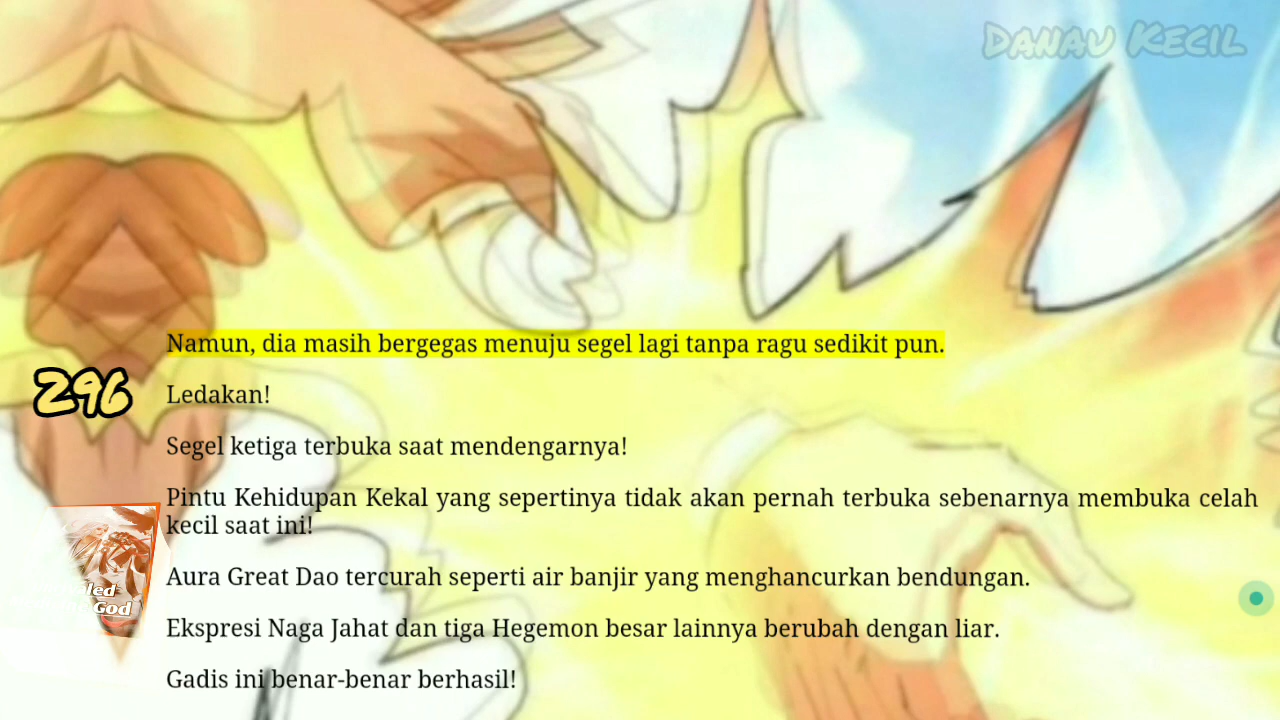 Danau Kecil
Namun, dia masih bergegas menuju segel lagi tanpa ragu sedikit pun.
296
Ledakan!
Segel ketiga terbuka saat mendengarnya!
Pintu Kehidupan Kekal yang sepertinya tidak akan pernah terbuka sebenarnya membuka celah
kecil saat ini!
Aura Great Dao tercurah seperti air banjir yang menghancurkan bendungan.
Ekspresi Naga Jahat dan tiga Hegemon besar lainnya berubah dengan liar.
God
Gadis ini benar-benar berhasil!